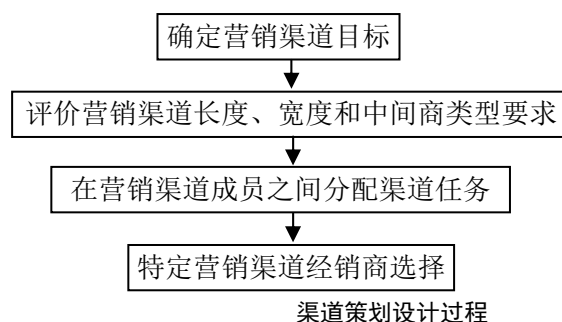 确定营销渠道目标
评价营销渠道长度、宽度和中间商类型要求
在营销渠道成员之间分配渠道任务
特定营销渠道经销商选择
渠道策划设计过程